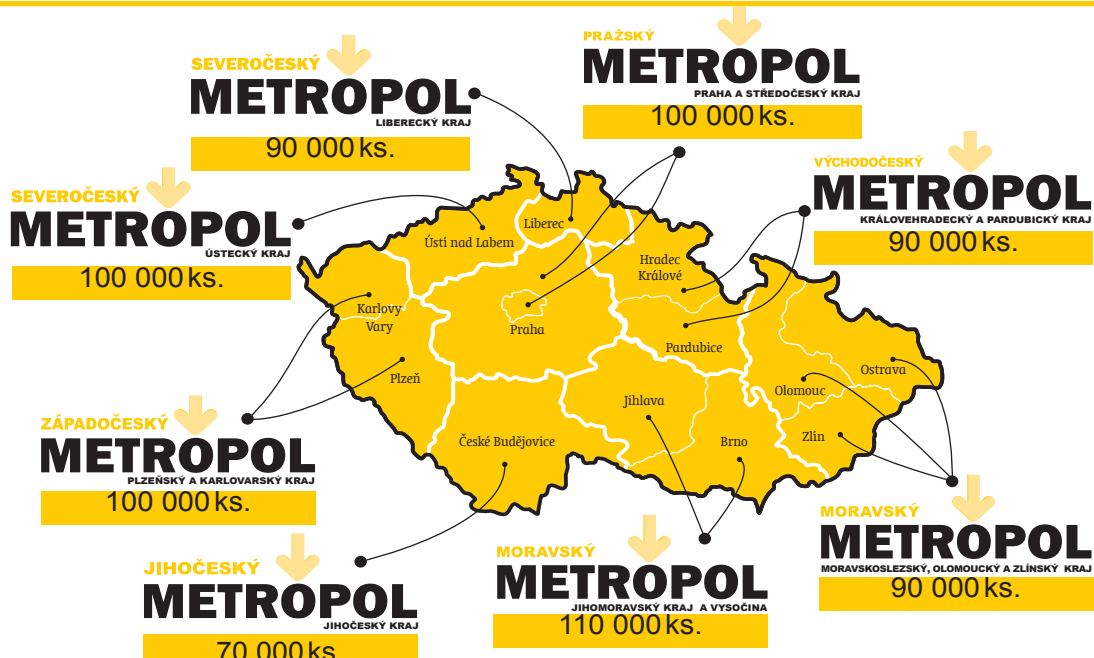 SEVEROČESKÝ
METROPOL
LIBERECKÝ KRAJ
90 000 ks.
PRAŽSKÝ
METROPOL
PRAHA A STŘEDOČESKÝ KRAJ
100 000 ks.
SEVEROČESKÝ
METROPOL
ÚSTECKÝ KRAJ
100 000 ks.
VÝCHODOČESKÝ
METROPOL
KRÁLOVEHRADECKÝ A PARDUBICKÝ KRAJ
90 000 ks.
Liberec
Ústí nad Labem
Hradec
Králové
Karlovy
Vary
Praha
Pardubice
Plzeň
Ostrava
Olomouc
Jihlava
České Budějovice
Brno
Zlín
ZÁPADOČESKÝ
METROPOL
PLZEŇSKÝ A KARLOVARSKÝ KRAJ
100 000 ks.
JIHOČESKÝ
METROPOL
JIHOČESKÝ KRAJ
70 000 ks
MORAVSKÝ
METROPOL
JIHOMORAVSKÝ KRAJ A VYSOČINA
110 000 ks.
MORAVSKÝ
METROPOL
MORAVSKOSLEZSKÝ, OLOMOUCKÝ A ZLÍNSKÝ KRAJ
90 000 ks.